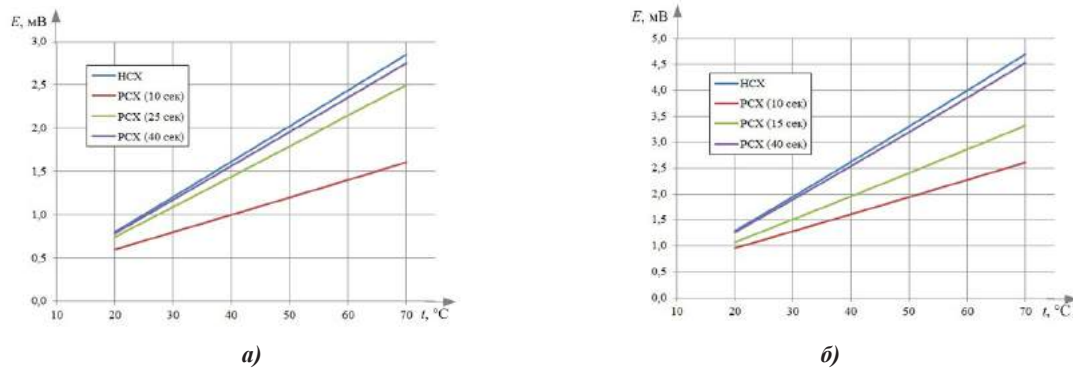 E, мВ
3,0
2,5
2,0
1,5
1,0
0,5
0,0
10 20 30 40 50 60 70 t, °C
НСХ
РСХ (10 сек)
РСХ (25 сек)
РСХ (40 сек)
а)
E, мВ
5,0
4,5
4,0
3,5
3,0
2,5
2,0
1,5
1,0
0,5
0,0
10 20 30 40 50 60 70 t, °C
НСХ
РСХ (10 сек)
РСХ (15 сек)
РСХ (40 сек)
б)